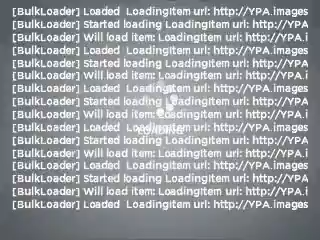 [BulkLoader] Loaded  LoadingItem url: http://YPA.images
[BulkLoader] Started loading LoadingItem url: http://YPA
[BulkLoader] Will load item: LoadingItem url: http://YPA.i
[BulkLoader] Loaded  LoadingItem url: http://YPA.images
[BulkLoader] Started loading LoadingItem url: http://YPA
[BulkLoader] Will load item: LoadingItem url: http://YPA.i
[BulkLoader] Loaded  LoadingItem url: http://YPA.images
[BulkLoader] Started loading LoadingItem url: http://YPA
[BulkLoader] Will load item: LoadingItem url: http://YPA.i
[BulkLoader] Loaded  LoadingItem url: http://YPA.images
[BulkLoader] Started loading LoadingItem url: http://YPA
[BulkLoader] Will load item: LoadingItem url: http://YPA.i
[BulkLoader] Loaded  LoadingItem url: http://YPA.images
[BulkLoader] Started loading LoadingItem url: http://YPA
[BulkLoader] Will load item: LoadingItem url: http://YPA.i
[BulkLoader] Loaded  LoadingItem url: http://YPA.images